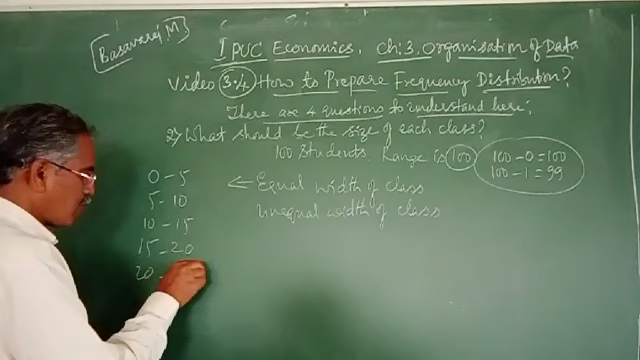 Basavaraj M
I PUC Economics. Ch:3. Organisation of Data
Video 3.4 How to Prepare Frequency Distribution?
There are 4 questions to understand here:
2) What should be the size of each class?
100 Students. Range is 100
100 - 0 = 100
100 - 1 = 99
0 - 5
5 - 10
10 - 15
15 - 20
20 -
← Equal width of class
Unequal width of class